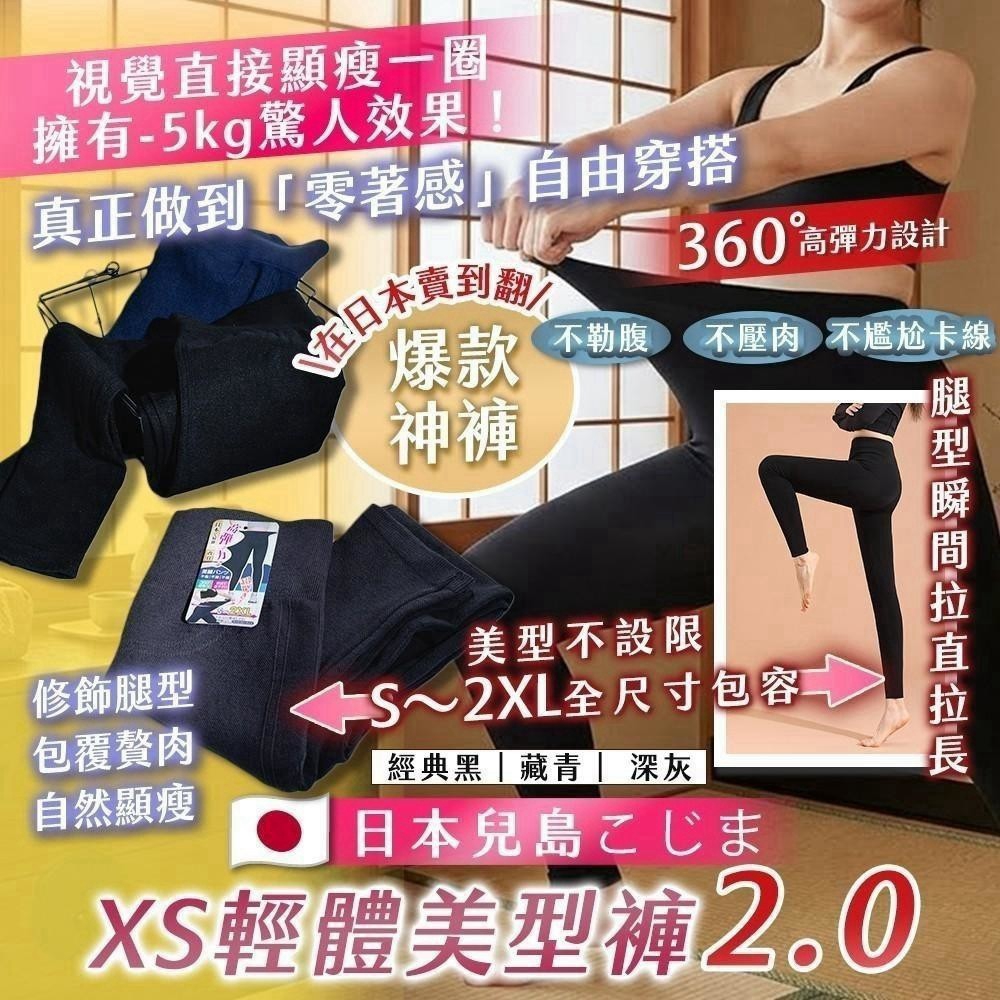 視覺直接顯瘦一圈
擁有-5kg驚人效果！
真正做到「零著感」自由穿搭
360°高彈力設計
\在日本賣到翻/
爆款
神褲
不勒腹
不壓肉
不尷尬卡線
腿型瞬間拉直拉長
2XL
美型不設限
S～2XL全尺寸包容
修飾腿型
包覆贅肉
自然顯瘦
經典黑｜藏青｜ 深灰
日本兒島こじま
XS輕體美型褲2.0